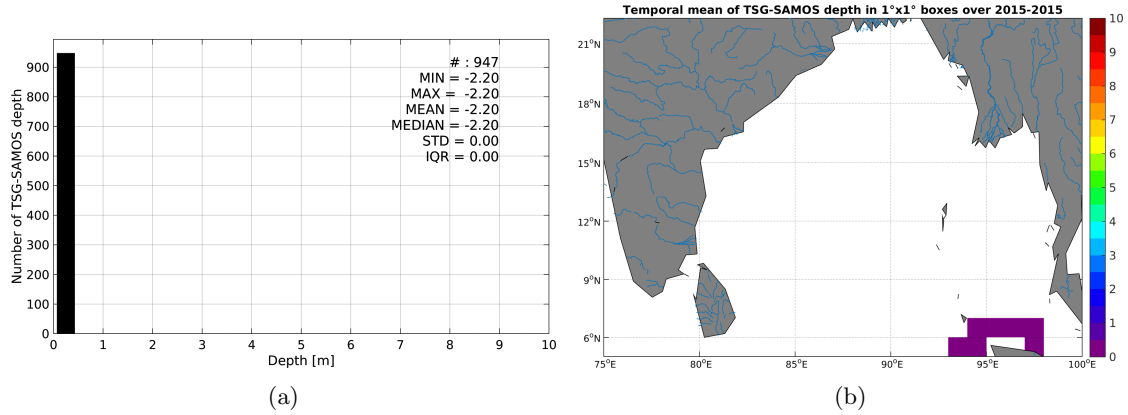 Number of TSG-SAMOS depth
900
800
700
600
500
400
300
200
100
0
# : 947
MIN = -2.20
MAX = -2.20
MEAN = -2.20
MEDIAN = -2.20
STD = 0.00
IQR = 0.00
0 1 2 3 4 5 6 7 8 9 10
Depth [m]
(a)
Temporal mean of TSG-SAMOS depth in 1°x1° boxes over 2015-2015
21°N
18°N
15°N
12°N
9°N
6°N
75°E 80°E 85°E 90°E 95°E 100°E
10
9
8
7
6
5
4
3
2
1
0
(b)